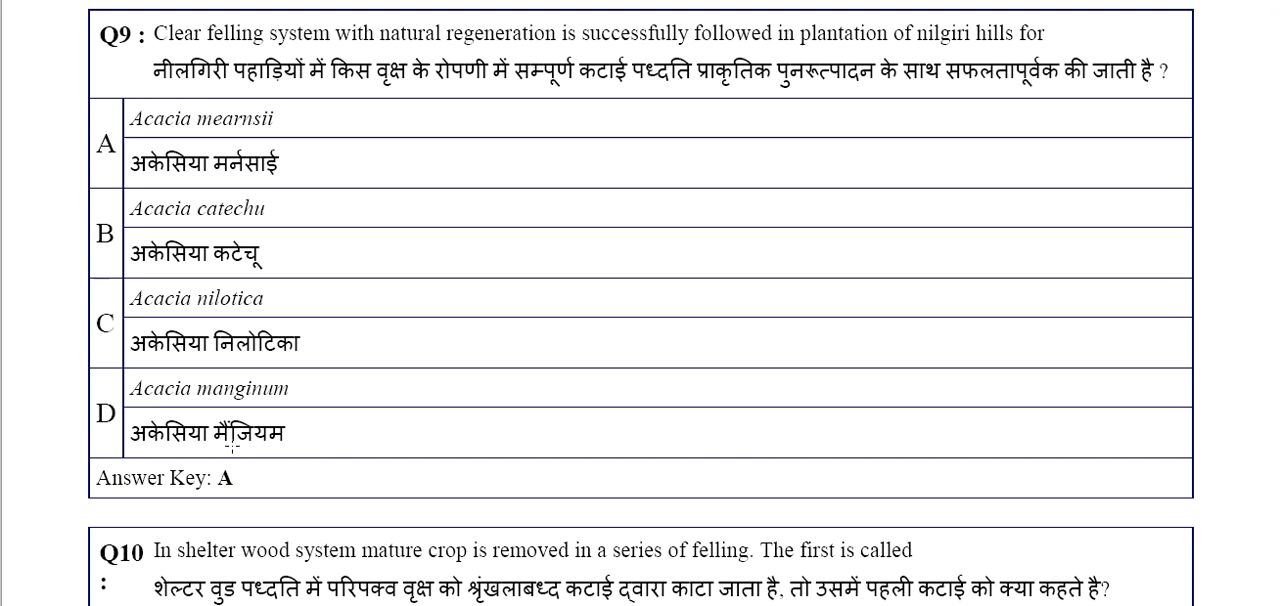 Q9 : Clear felling system with natural regeneration is successfully followed in plantation of nilgiri hills for
नीलगिरी पहाड़ियों में किस वृक्ष के रोपणी में सम्पूर्ण कटाई पध्दति प्राकृतिक पुनरूत्पादन के साथ सफलतापूर्वक की जाती है ?
A
Acacia mearnsii
अकेसिया मर्नसाई
B
Acacia catechu
अकेसिया कटेचू
C
Acacia nilotica
अकेसिया निलोटिका
D
Acacia manginum
अकेसिया मैंजियम
Answer Key: A
Q10 : In shelter wood system mature crop is removed in a series of felling. The first is called
शेल्टर वुड पध्दति में परिपक्व वृक्ष को श्रृंखलाबध्द कटाई द्वारा काटा जाता है, तो उसमें पहली कटाई को क्या कहते है?